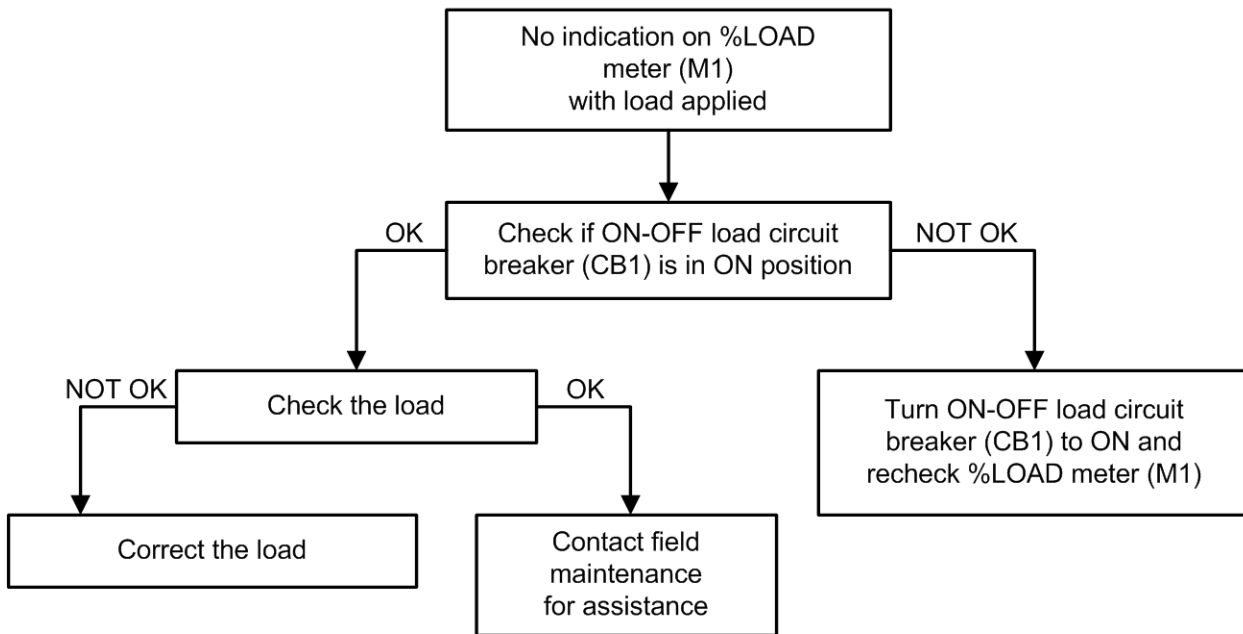 No indication on %LOAD
meter (M1)
with load applied
OK
Check if ON-OFF load circuit
breaker (CB1) is in ON position
NOT OK
NOT OK
Check the load
OK
Turn ON-OFF load circuit
breaker (CB1) to ON and
recheck %LOAD meter (M1)
Correct the load
Contact field
maintenance
for assistance